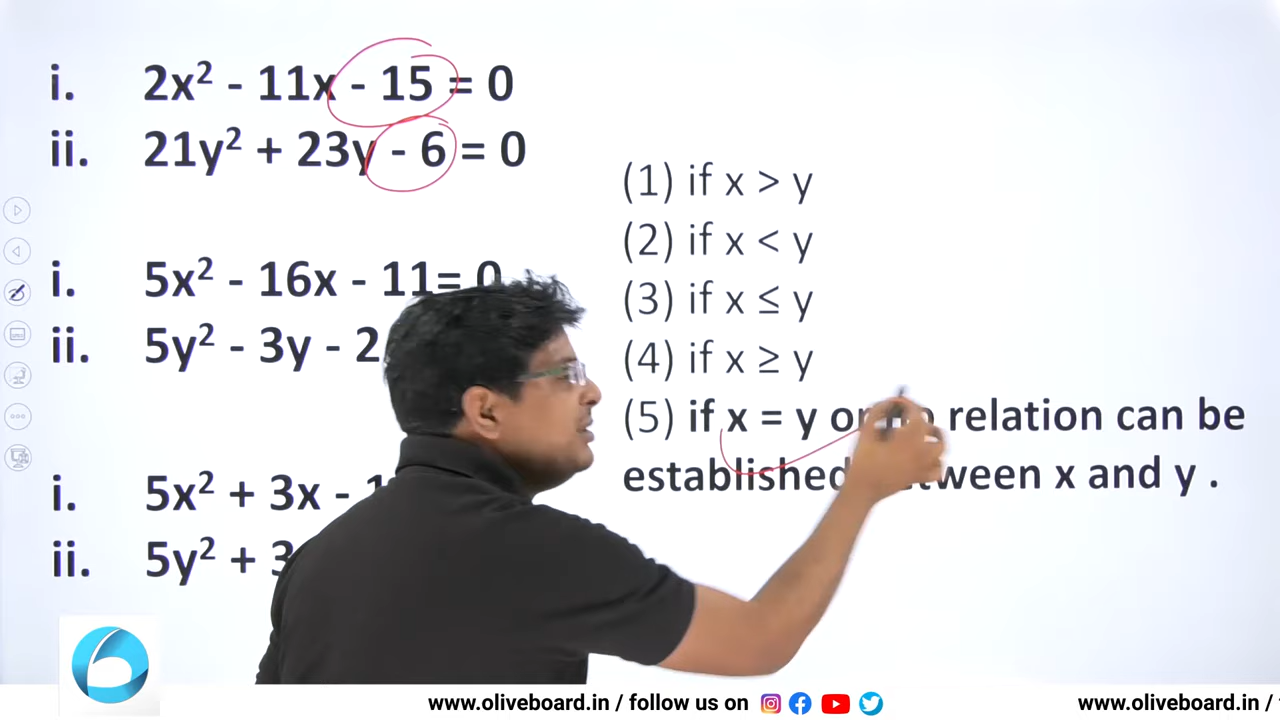 i. 2x² - 11x - 15 = 0
ii. 21y² + 23y - 6 = 0
i. 5x² - 16x - 11= 0
ii. 5y² - 3y - 2
i. 5x² + 3x -
ii. 5y² + 3
(1) if x > y
(2) if x < y
(3) if x ≤ y
(4) if x ≥ y
(5) if x = y or relation can be
established between x and y .
www.oliveboard.in / follow us on
www.oliveboard.in /